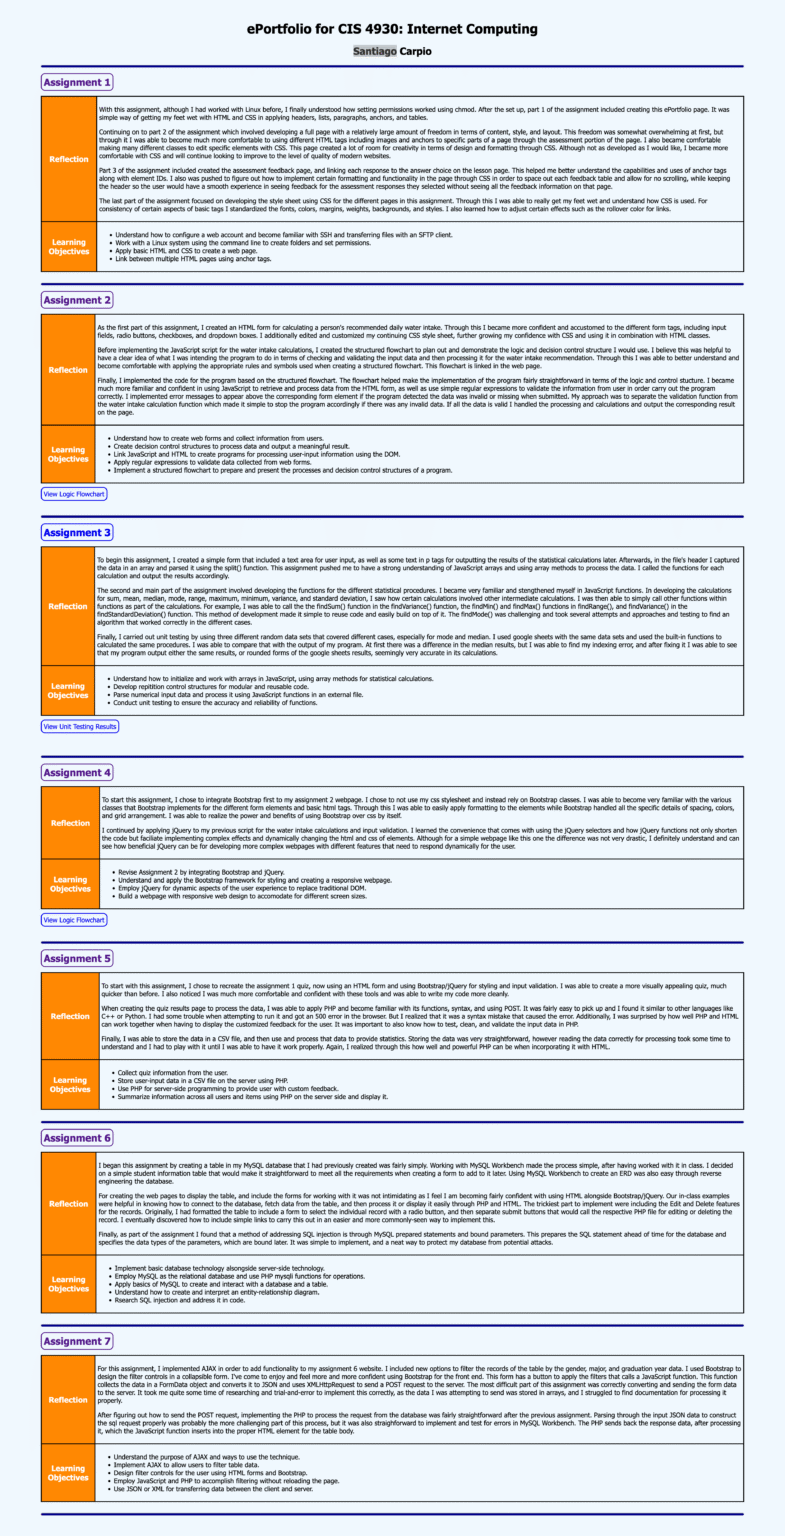 ePortfolio for CIS 4930: Internet Computing
Santiago Carpio
Assignment 1
Reflection
With this assignment, although I had worked with Linux before, I finally understood how setting permissions worked using chmod. After the set up, part 1 of the assignment included creating this ePortfolio page. It was
simple way of getting my feet wet with HTML and CSS in applying headers, lists, paragraphs, anchors, and tables.
Continuing on to part 2 of the assignment which involved developing a full page with a relatively large amount of freedom in terms of content, style, and layout. This freedom was somewhat overwhelming at first, but
through it I was able to become much more comfortable to using different HTML tags including images and anchors to specific parts of a page through the assessment portion of the page. I also became comfortable
making many different classes to edit specific elements with CSS. This page created a lot of room for creativity in terms of design and formatting through CSS. Although not as developed as I would like, I became more
comfortable with CSS and will continue looking to improve to the level of quality of modern websites.
Part 3 of the assignment included created the assessment feedback page, and linking each response to the answer choice on the lesson page. This helped me better understand the capabilities and uses of anchor tags
along with element IDs. I also was pushed to figure out how to implement certain formatting and functionality in the page through CSS in order to space out each feedback table and allow for no scrolling, while keeping
the header so the user would have a smooth experience in seeing feedback for the assessment responses they selected without seeing all the feedback information on that page.
The last part of the assignment focused on developing the style sheet using CSS for the different pages in this assignment. Through this I was able to really get my feet wet and understand how CSS is used. For
consistency of certain aspects of basic tags I standardized the fonts, colors, margins, weights, backgrounds, and styles. I also learned how to adjust certain effects such as the rollover color for links.
Learning
Objectives
• Understand how to configure a web account and become familiar with SSH and transferring files with an SFTP client.
• Work with a Linux system using the command line to create folders and set permissions.
• Apply basic HTML and CSS to create a web page.
• Link between multiple HTML pages using anchor tags.
Assignment 2
Reflection
As the first part of this assignment, I created an HTML form for calculating a person's recommended daily water intake. Through this I became more confident and accustomed to the different form tags, including input
fields, radio buttons, checkboxes, and dropdown boxes. I additionally edited and customized my continuing CSS style sheet, further growing my confidence with CSS and using it in combination with HTML classes.
Before implementing the JavaScript script for the water intake calculations, I created the structured flowchart to plan out and demonstrate the logic and decision control structure I would use. I believe this was helpful to
have a clear idea of what I was intending the program to do in terms of checking and validating the input data and then processing it for the water intake recommendation. Through this I was able to better understand and
become comfortable with applying the appropriate rules and symbols used when creating a structured flowchart. This flowchart is linked in the web page.
Finally, I implemented the code for the program based on the structured flowchart. The flowchart helped make the implementation of the program fairly straightforward in terms of the logic and control stucture. I became
much more familiar and confident in using JavaScript to retrieve and process data from the HTML form, as well as use simple regular expressions to validate the information from user in order carry out the program
correctly. I implemented error messages to appear above the corresponding form element if the program detected the data was invalid or missing when submitted. My approach was to separate the validation function from
the water intake calculation function which made it simple to stop the program accordingly if there was any invalid data. If all the data is valid I handled the processing and calculations and output the corresponding result
on the page.
Learning
Objectives
• Understand how to create web forms and collect information from users.
• Create decision control structures to process data and output a meaningful result.
• Link JavaScript and HTML to create programs for processing user-input information using the DOM.
• Apply regular expressions to validate data collected from web forms.
• Implement a structured flowchart to prepare and present the processes and decision control structures of a program.
View Logic Flowchart
Assignment 3
Reflection
To begin this assignment, I created a simple form that included a text area for user input, as well as some text in p tags for outputting the results of the statistical calculations later. Afterwards, in the file's header I captured
the data in an array and parsed it using the split() function. This assignment pushed me to have a strong understanding of JavaScript arrays and using array methods to process the data. I called the functions for each
calculation and output the results accordingly.
The second and main part of the assignment involved developing the functions for the different statistical procedures. I became very familiar and stengthened myself in JavaScript functions. In developing the calculations
for sum, mean, median, mode, range, maximum, minimum, variance, and standard deviation, I saw how certain calculations involved other intermediate calculations. I was then able to simply call other functions within
functions as part of the calculations. For example, I was able to call the the findSum() function in the findVariance() function, the findMin() and findMax() functions in findRange(), and findVariance() in the
findStandardDeviation() function. This method of development made it simple to reuse code and easily build on top of each other. The findMode() was challenging and took several attempts and approaches and testing to find an
algorithm that worked correctly in the different cases.
Finally, I carried out unit testing by using three different random data sets that covered different cases, especially for mode and median. I used google sheets with the same data sets and used the built-in functions to
calculated the same procedures. I was able to compare that with the output of my program. At first there was a difference in the median results, but I was able to find my indexing error, and after fixing it I was able to see
that my program output either the same results, or rounded forms of the google sheets results, seemingly very accurate in its calculations.
Learning
Objectives
• Understand how to initialize and work with arrays in JavaScript, using array methods for statistical calculations.
• Develop repitition control structures for modular and reusable code.
• Parse numerical input data and process it using JavaScript functions in an external file.
• Conduct unit testing to ensure the accuracy and reliability of functions.
View Unit Testing Results
Assignment 4
Reflection
To start this assignment, I chose to integrate Bootstrap first to my assignment 2 webpage. I chose to not use my css stylesheet and instead rely on Bootstrap classes. I was able to become very familiar with the various
classes that Bootstrap implements for the different form elements and basic html tags. Through this I was able to easily apply formatting to the elements while Bootstrap handled all the specific details of spacing, colors,
and grid arrangement. I was able to realize the power and benefits of using Bootstrap over css by itself.
I continued by applying jQuery to my previous script for the water intake calculations and input validation. I learned the convenience that comes with using the jQuery selectors and how jQuery functions not only shorten
the code but faciliate implementing complex effects and dynamically changing the html and css of elements. Although for a simple webpage like this one the difference was not very drastic, I definitely understand and can
see how beneficial jQuery can be for developing more complex webpages with different features that need to respond dynamically for the user.
Learning
Objectives
• Revise Assignment 2 by integrating Bootstrap and jQuery.
• Understand and apply the Bootstrap framework for styling and creating a responsive webpage.
• Employ jQuery for dynamic aspects of the user experience to replace traditional DOM.
• Build a webpage with responsive web design to accomodate for different screen sizes.
View Logic Flowchart
Assignment 5
Reflection
To start with this assignment, I chose to recreate the assignment 1 quiz, now using an HTML form and using Bootstrap/jQuery for styling and input validation. I was able to create a more visually appealing quiz, much
quicker than before. I also noticed I was much more comfortable and confident with these tools and was able to write my code more cleanly.
When creating the quiz results page to process the data, I was able to apply PHP and become familiar with its functions, syntax, and using POST. It was fairly easy to pick up and I found it similar to other languages like
C++ or Python. I had some trouble when attempting to run it and got an 500 error in the browser. But I realized that it was a syntax mistake that caused the error. Additionally, I was surprised by how well PHP and HTML
can work together when having to display the customized feedback for the user. It was important to also know how to test, clean, and validate the input data in PHP.
Finally, I was able to store the data in a CSV file, and then use and process that data to provide statistics. Storing the data was very straightforward, however reading the data correctly for processing took some time to
understand and I had to play with it until I was able to have it work properly. Again, I realized through this how well and powerful PHP can be when incorporating it with HTML.
Learning
Objectives
• Collect quiz information from the user.
• Store user-input data in a CSV file on the server using PHP.
• Use PHP for server-side programming to provide user with custom feedback.
• Summarize information across all users and items using PHP on the server side and display it.
Assignment 6
Reflection
I began this assignment by creating a table in my MySQL database that I had previously created was fairly simply. Working with MySQL Workbench made the process simple, after having worked with it in class. I decided
on a simple student information table that would make it straightforward to meet all the requirements when creating a form to add to it later. Using MySQL Workbench to create an ERD was also easy through reverse
engineering the database.
For creating the web pages to display the table, and include the forms for working with it was not intimidating as I feel I am becoming fairly confident with using HTML alongside Bootstrap/jQuery. Our in-class examples
were helpful in knowing how to connect to the database, fetch data from the table, and then process it or display it easily through PHP and HTML. The trickiest part to implement were including the Edit and Delete features
for the records. Originally, I had formatted the table to include a form to select the individual record with a radio button, and then separate submit buttons that would call the respective PHP file for editing or deleting the
record. I eventually discovered how to include simple links to carry this out in an easier and more commonly-seen way to implement this.
Finally, as part of the assignment I found that a method of addressing SQL injection is through MySQL prepared statements and bound parameters. This prepares the SQL statement ahead of time for the database and
specifies the data types of the parameters, which are bound later. It was simple to implement, and a neat way to protect my database from potential attacks.
Learning
Objectives
• Implement basic database technology alongside server-side technology.
• Employ MySQL as the relational database and use PHP mysqli functions for operations.
• Apply basics of MySQL to create and interact with a database and a table.
• Understand how to create and interpret an entity-relationship diagram.
• Rsearch SQL injection and address it in code.
Assignment 7
Reflection
For this assignment, I implemented AJAX in order to add functionality to my assignment 6 website. I included new options to filter the records of the table by the gender, major, and graduation year data. I used Bootstrap to
design the filter controls in a collapsible form. I've come to enjoy and feel more and more confident using Bootstrap for the front end. This form has a button to apply the filters that calls a JavaScript function. This function
collects the data in a FormData object and converts it to JSON and uses XMLHttpRequest to send a POST request to the server. The most difficult part of this assignment was correctly converting and sending the form data
to the server. It took me quite some time of researching and trial-and-error to implement this correctly, as the data I was attempting to send was stored in arrays, and I struggled to find documentation for processing it
properly.
After figuring out how to send the POST request, implementing the PHP to process the request from the database was fairly straightforward after the previous assignment. Parsing through the input JSON data to construct
the sql request properly was probably the more challenging part of this process, but it was also straightforward to implement and test for errors in MySQL Workbench. The PHP sends back the response data, after processing
it, which the JavaScript function inserts into the proper HTML element for the table body.
Learning
Objectives
• Understand the purpose of AJAX and ways to use the technique.
• Implement AJAX to allow users to filter table data.
• Design filter controls for the user using HTML forms and Bootstrap.
• Employ JavaScript and PHP to accomplish filtering without reloading the page.
• Use JSON or XML for transferring data between the client and server.